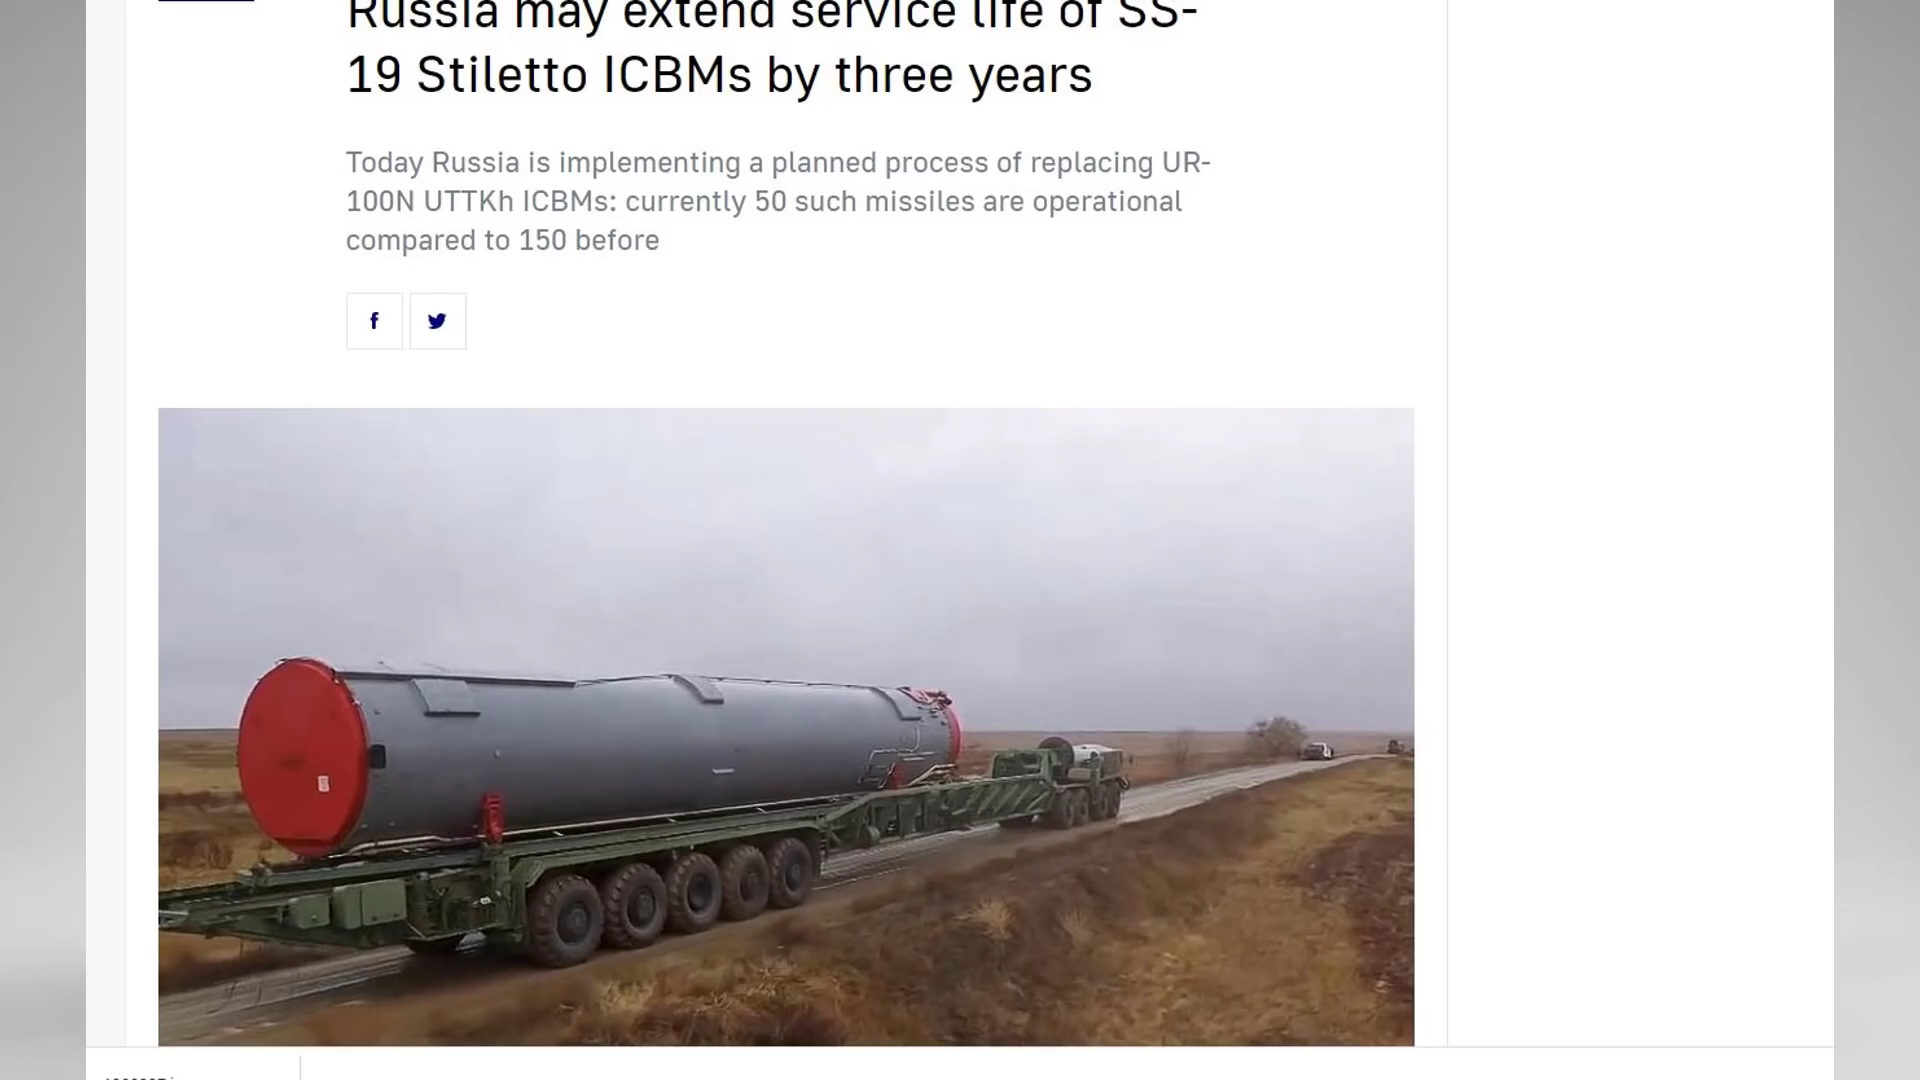 Russia may extend service life of SS-
19 Stiletto ICBMs by three years
Today Russia is implementing a planned process of replacing UR-
100N UTTKh ICBMs: currently 50 such missiles are operational
compared to 150 before
f